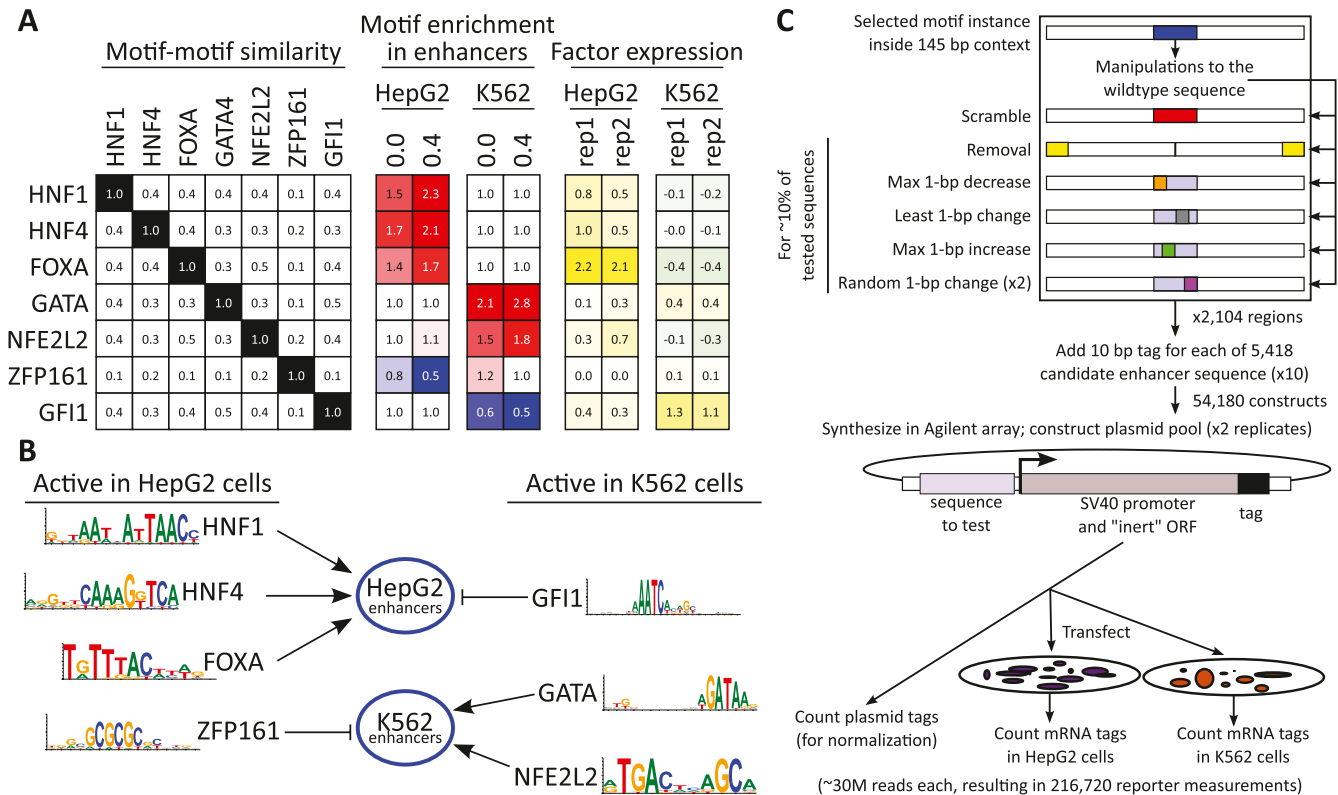 A
Motif-motif similarity
Motif enrichment
in enhancers
Factor expression
HepG2 K562 HepG2 K562
HNF1 HNF4 FOXA GATA4 NFE2L2 ZFP161 GFI1 0.0 0.4 0.0 0.4 rep1 rep2 rep1 rep2
HNF1 1.0 0.4 0.4 0.4 0.4 0.1 0.4 1.5 2.3 1.0 1.0 0.8 0.5 -0.1 -0.2
HNF4 0.4 1.0 0.4 0.3 0.3 0.2 0.3 1.7 2.1 1.0 1.0 1.0 0.5 -0.0 -0.1
FOXA 0.4 0.4 1.0 0.3 0.5 0.1 0.4 1.4 1.7 1.0 1.0 2.2 2.1 -0.4 -0.4
GATA 0.4 0.3 0.3 1.0 0.3 0.1 0.5 1.0 1.0 2.1 2.8 0.1 0.3 0.4 0.4
NFE2L2 0.4 0.3 0.5 0.3 1.0 0.2 0.4 1.0 1.1 1.5 1.8 0.3 0.7 -0.1 -0.3
ZFP161 0.1 0.2 0.1 0.1 0.2 1.0 0.1 0.8 0.5 1.2 1.0 0.0 0.0 0.1 0.1
GFI1 0.4 0.3 0.4 0.5 0.4 0.1 1.0 1.0 1.0 0.6 0.5 0.4 0.3 1.3 1.1
B
Active in HepG2 cells
Active in K562 cells
HNF1
HNF4
FOXA
ZFP161
HepG2
enhancers
K562
enhancers
GFI1
GATA
NFE2L2
C
Selected motif instance
inside 145 bp context
Manipulations to the
wildtype sequence
Scramble
Removal
Max 1-bp decrease
Least 1-bp change
Max 1-bp increase
Random 1-bp change (x2)
For ~10% of
tested sequences
x2,104 regions
Add 10 bp tag for each of 5,418
candidate enhancer sequence (x10)
54,180 constructs
Synthesize in Agilent array; construct plasmid pool (x2 replicates)
sequence
to test
SV40 promoter
and "inert" ORF
tag
Transfect
Count plasmid tags
(for normalization)
Count mRNA tags
in HepG2 cells
Count mRNA tags
in K562 cells
(~30M reads each, resulting in 216,720 reporter measurements)